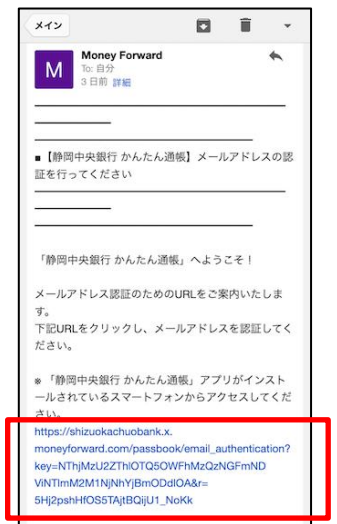 メイン
Money Forward
M
To: 自分
3 日前 詳細
■【静岡中央銀行 かんたん通帳】メールアドレスの認
証を行ってください
「静岡中央銀行 かんたん通帳」へようこそ！
メールアドレス認証のためのURLをご案内いたしま
す。
下記URLをクリックし、メールアドレスを認証してく
ださい。
※ 「静岡中央銀行 かんたん通帳」アプリがインスト
ールされているスマートフォンからアクセスしてくだ
さい。
https://shizuokachuobank.x.
moneyforward.com/passbook/email_authentication?
key=NThjMzU2ZThlOTQ5OWFhMzQzNGFmND
ViNTlmM2M1NjNhYjBmODdlOA&r=
5Hj2pshHfOS5TAjtBQijU1_NoKk